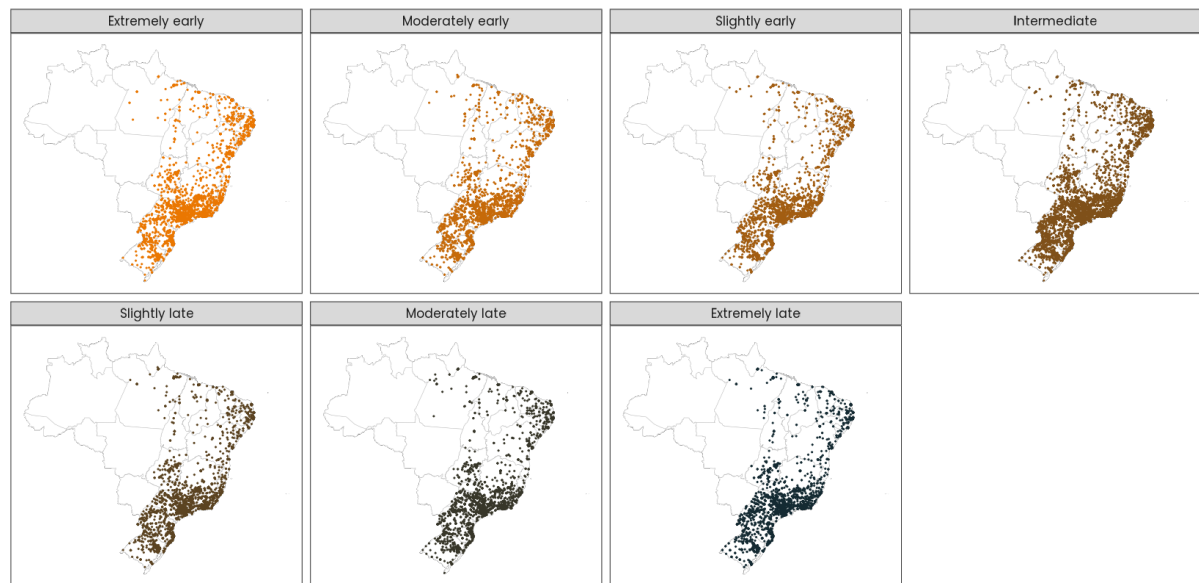 Extremely early
Moderately early
Slightly early
Intermediate
Slightly late
Moderately late
Extremely late